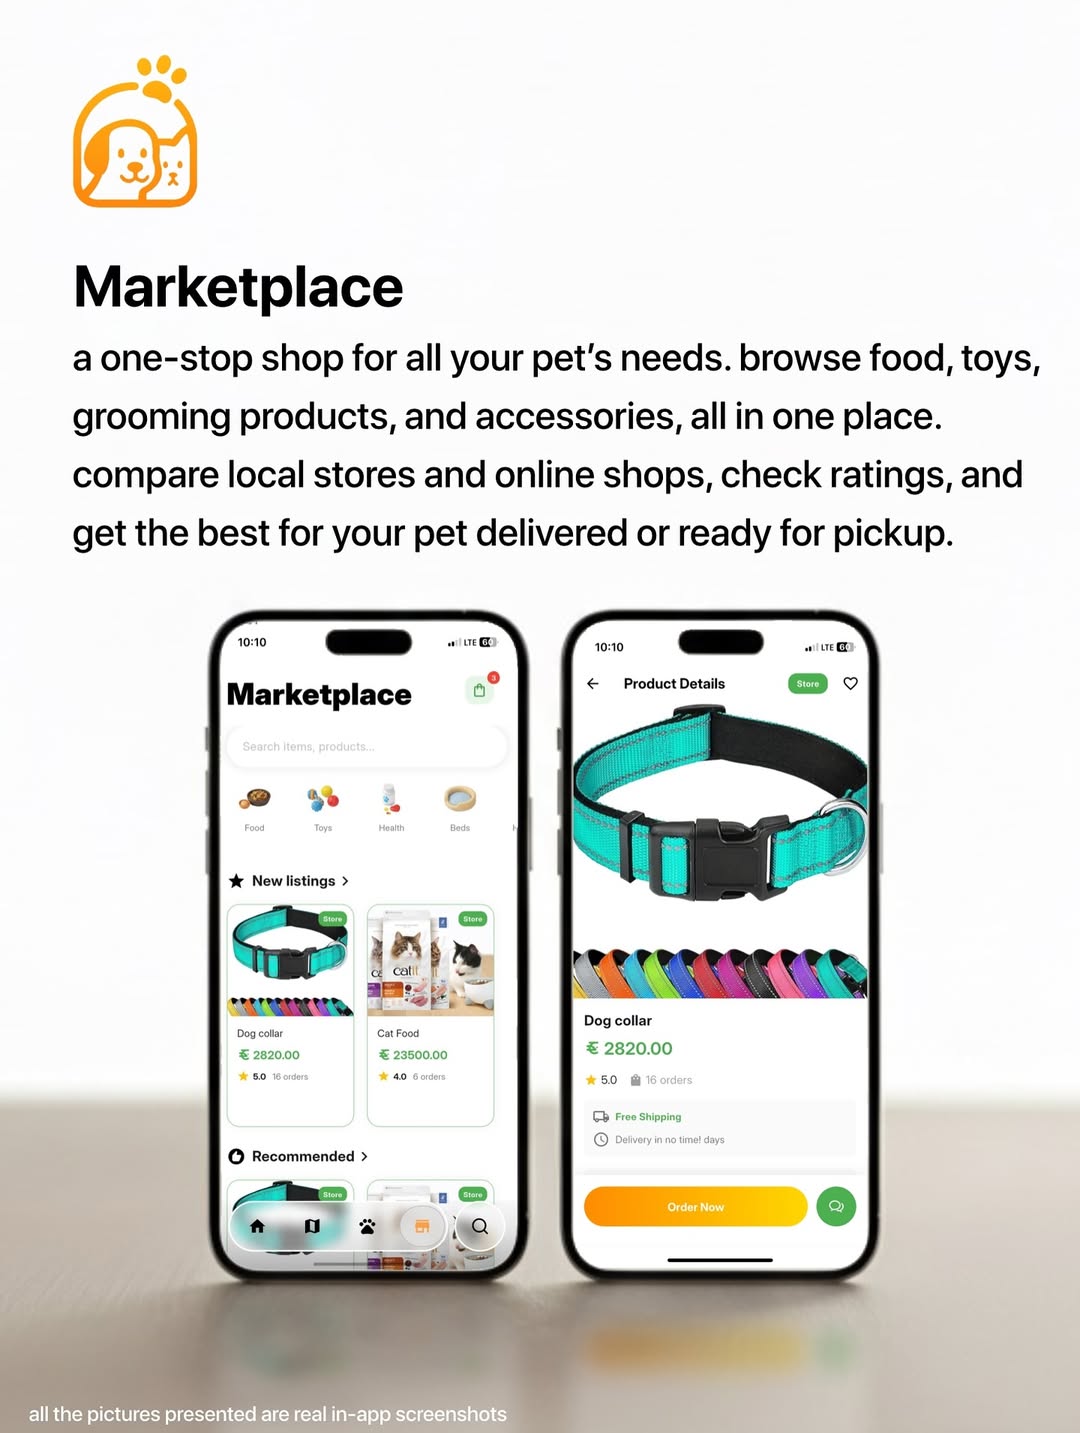 Marketplace
a one-stop shop for all your pet’s needs. browse food, toys,
grooming products, and accessories, all in one place.
compare local stores and online shops, check ratings, and
get the best for your pet delivered or ready for pickup.
10:10
LTE 60
Marketplace
3
Search items, products...
Food
Toys
Health
Beds
New listings
Store
Store
catit
Dog collar
Cat Food
2820.00
23500.00
5.0 16 orders
4.0 6 orders
Recommended
Store
Store
10:10
LTE 60
Product Details
Store
Dog collar
2820.00
5.0 16 orders
Free Shipping
Delivery in no time! days
Order Now
all the pictures presented are real in-app screenshots